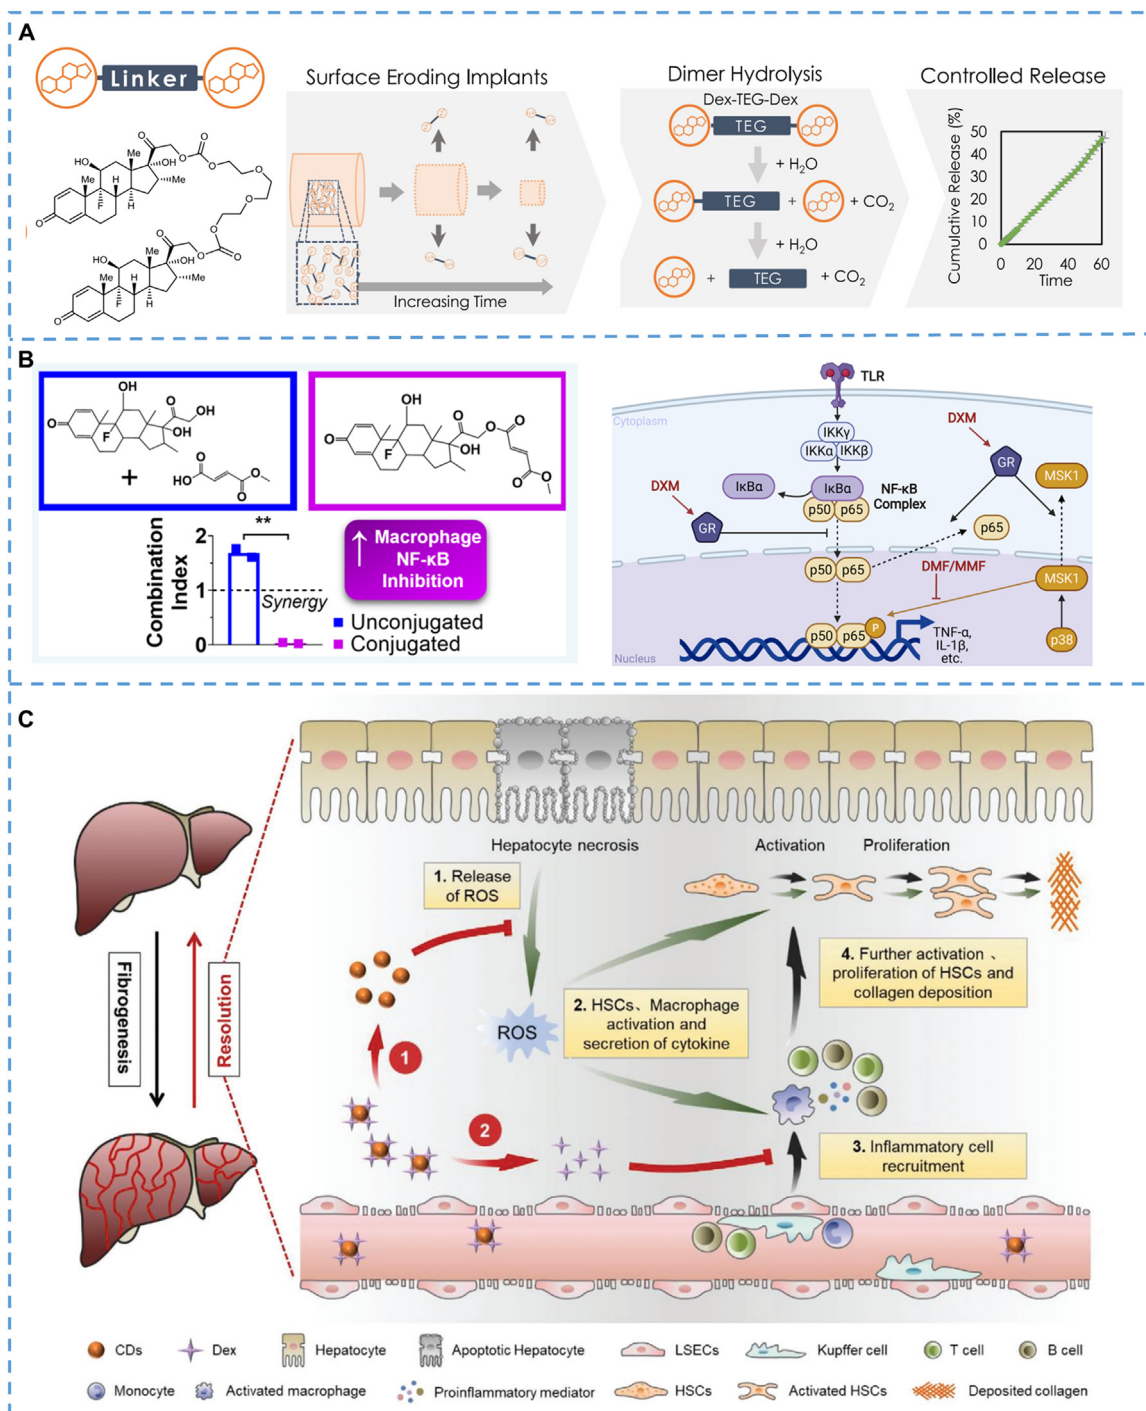 A
Linker
Surface Eroding Implants
Increasing Time
Dimer Hydrolysis
Dex-TEG-Dex
TEG
+ H2O
TEG
+
+ CO2
+ H2O
+
TEG
+ CO2
Controlled Release
Cumulative Release (%)
50
40
30
20
10
0
0
20
40
60
Time
O
O
O
O
Me
HO
OH
O
Me
H
Me
F
H
O
O
O
O
Me
O
O
HO
OH
O
Me
H
Me
F
H
O
B
OH
O
OH
OH
F
O
+
O
HO
O
O
OH
O
O
O
OH
F
O
O
O
Combination
Index
2
1
0
**
Synergy
↑ Macrophage
NF-κB
Inhibition
Unconjugated
Conjugated
TLR
Cytoplasm
IKKγ
IKKα
IKKβ
DXM
GR
MSK1
IκBα
IκBα
NF-κB
Complex
p50
p65
DXM
GR
p65
p50
p65
DMF/MMF
MSK1
P
p50
p65
TNF-α,
IL-1β,
etc.
p38
Nucleus
C
Hepatocyte necrosis
Activation
Proliferation
1. Release
of ROS
4. Further activation 、
proliferation of HSCs and
collagen deposition
Fibrogenesis
Resolution
ROS
2. HSCs、Macrophage
activation and
secretion of cytokine
1
2
3. Inflammatory cell
recruitment
CDs
Dex
Hepatocyte
Apoptotic Hepatocyte
LSECs
Kupffer cell
T cell
B cell
Monocyte
Activated macrophage
Proinflammatory mediator
HSCs
Activated HSCs
Deposited collagen